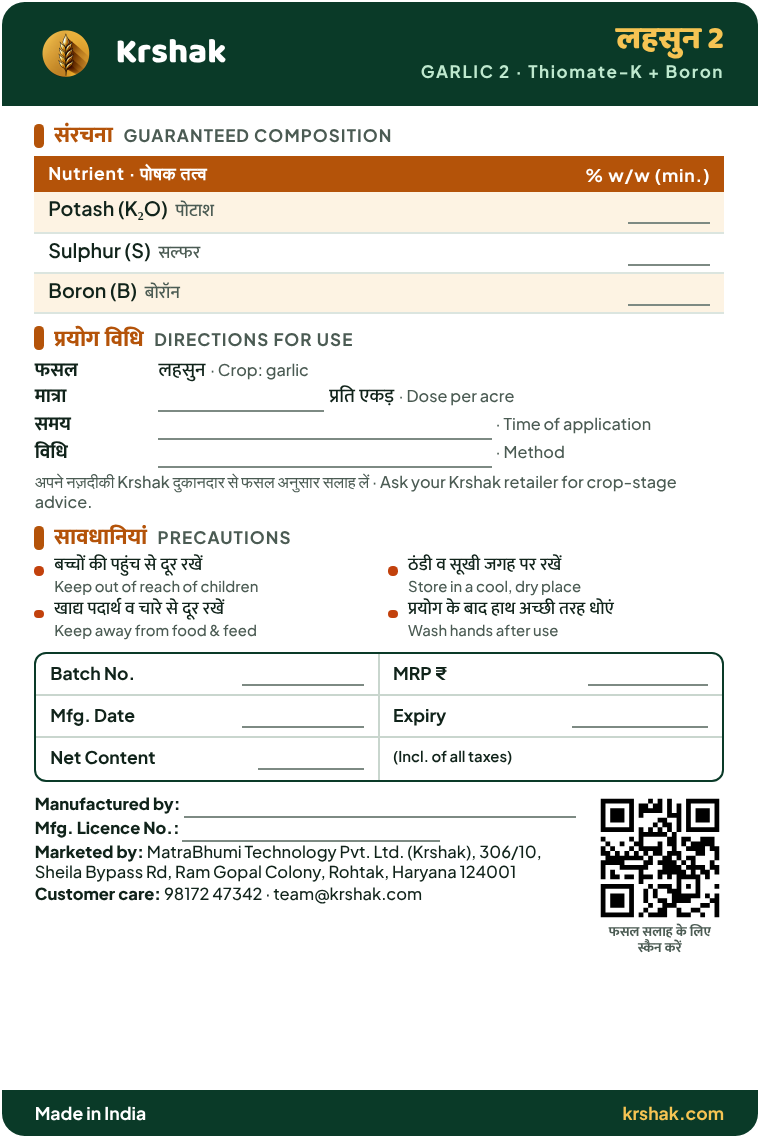 Krshak
लहसुन 2
GARLIC 2 · Thiomate-K + Boron
संरचना GUARANTEED COMPOSITION
Nutrient · पोषक तत्व % w/w (min.)
Potash (K₂O) पोटाश
Sulphur (S) सल्फर
Boron (B) बोरॉन
प्रयोग विधि DIRECTIONS FOR USE
फसल लहसुन · Crop: garlic
मात्रा प्रति एकड़ · Dose per acre
समय · Time of application
विधि · Method
अपने नज़दीकी Krshak दुकानदार से फसल अनुसार सलाह लें · Ask your Krshak retailer for crop-stage
advice.
सावधानियां PRECAUTIONS
बच्चों की पहुंच से दूर रखें
Keep out of reach of children
ठंडी व सूखी जगह पर रखें
Store in a cool, dry place
खाद्य पदार्थ व चारे से दूर रखें
Keep away from food & feed
प्रयोग के बाद हाथ अच्छी तरह धोएं
Wash hands after use
Batch No. MRP ₹
Mfg. Date Expiry
Net Content (Incl. of all taxes)
Manufactured by:
Mfg. Licence No.:
Marketed by: MatraBhumi Technology Pvt. Ltd. (Krshak), 306/10,
Sheila Bypass Rd, Ram Gopal Colony, Rohtak, Haryana 124001
Customer care: 98172 47342 · team@krshak.com
फसल सलाह के लिए
स्कैन करें
Made in India krshak.com